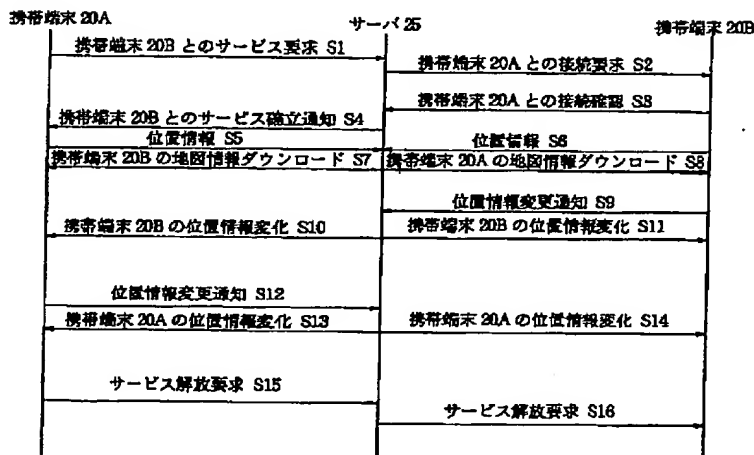 携帯端末 20A
サーバ 25
携帯端末 20B
携帯端末 20B とのサービス要求 S1
携帯端末 20A との接続要求 S2
携帯端末 20A との接続確認 S3
携帯端末 20B とのサービス確立通知 S4
位置情報 S5
位置情報 S6
携帯端末 20B の地図情報ダウンロード S7
携帯端末 20A の地図情報ダウンロード S8
位置情報変更通知 S9
携帯端末 20B の位置情報変化 S10
携帯端末 20B の位置情報変化 S11
位置情報変更通知 S12
携帯端末 20A の位置情報変化 S13
携帯端末 20A の位置情報変化 S14
サービス解放要求 S15
サービス解放要求 S16